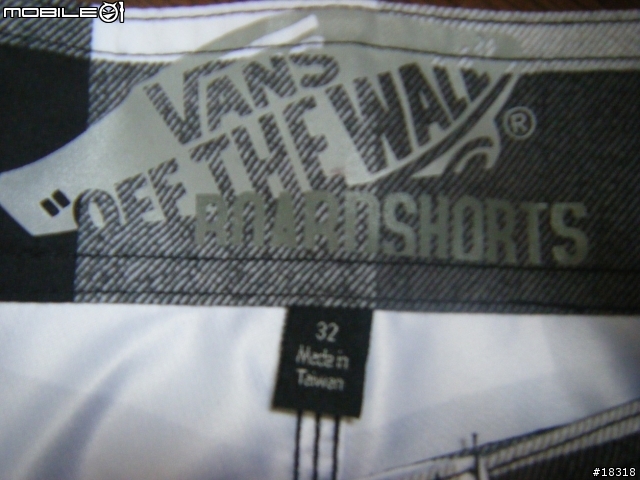 MOBILE01
VANS
"OFF THE WALL
®
BOARDSHORTS
32
Made in
Taiwan
#18318